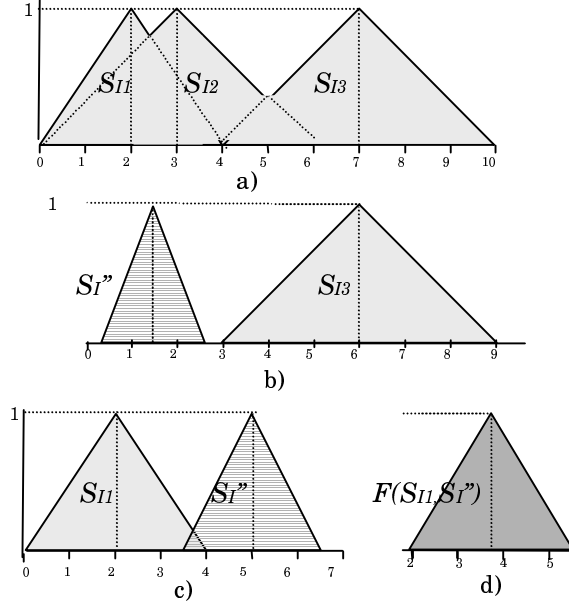 1
S_I1 S_I2 S_I3
0 1 2 3 4 5 6 7 8 9 10
a)
1
S_I” S_I3
0 1 2 3 4 5 6 7 8 9
b)
1
S_I1 S_I”
0 1 2 3 4 5 6 7
c)
F(S_I1,S_I”)
2 3 4 5
d)